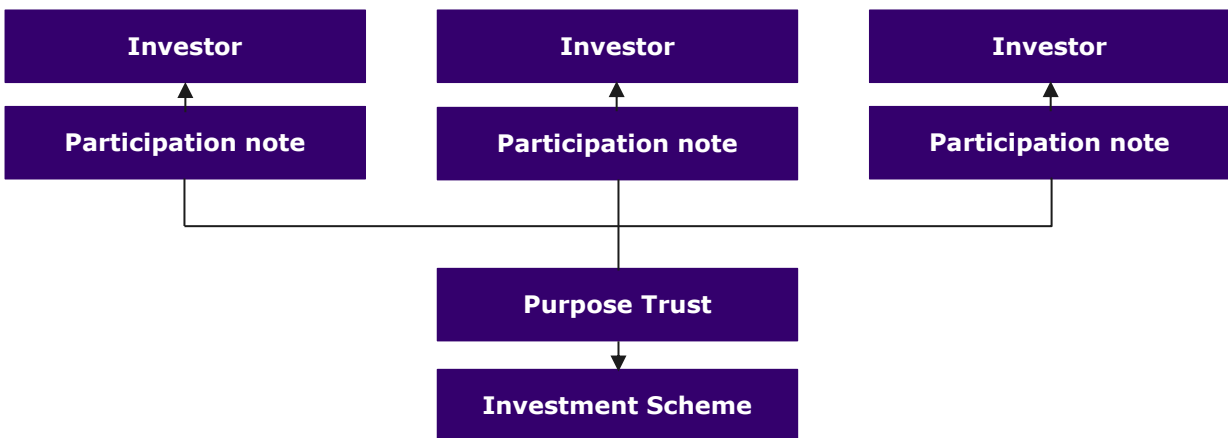 Investor
Investor
Investor
Participation note
Participation note
Participation note
Purpose Trust
Investment Scheme